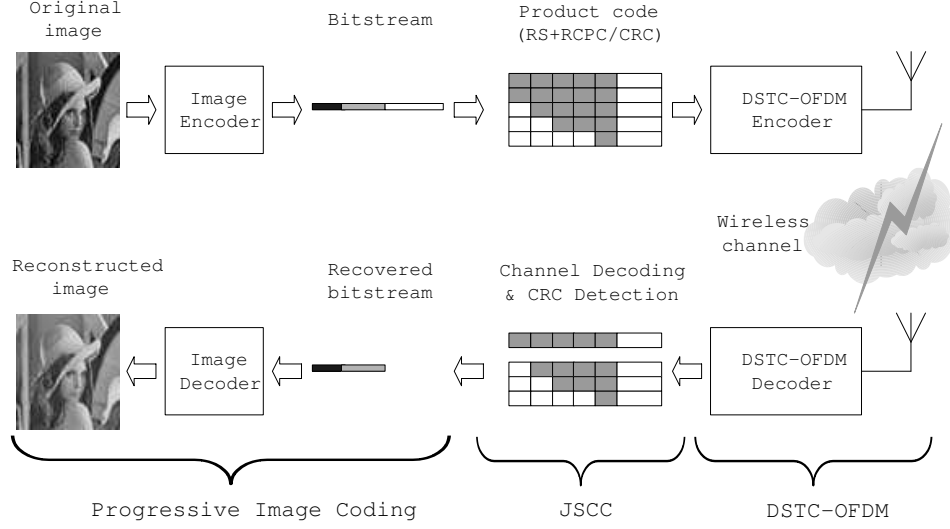 Original
image
Bitstream
Product code
(RS+RCPC/CRC)
Image
Encoder
DSTC-OFDM
Encoder
Wireless
channel
Reconstructed
image
Recovered
bitstream
Channel Decoding
& CRC Detection
Image
Decoder
DSTC-OFDM
Decoder
Progressive Image Coding
JSCC
DSTC-OFDM